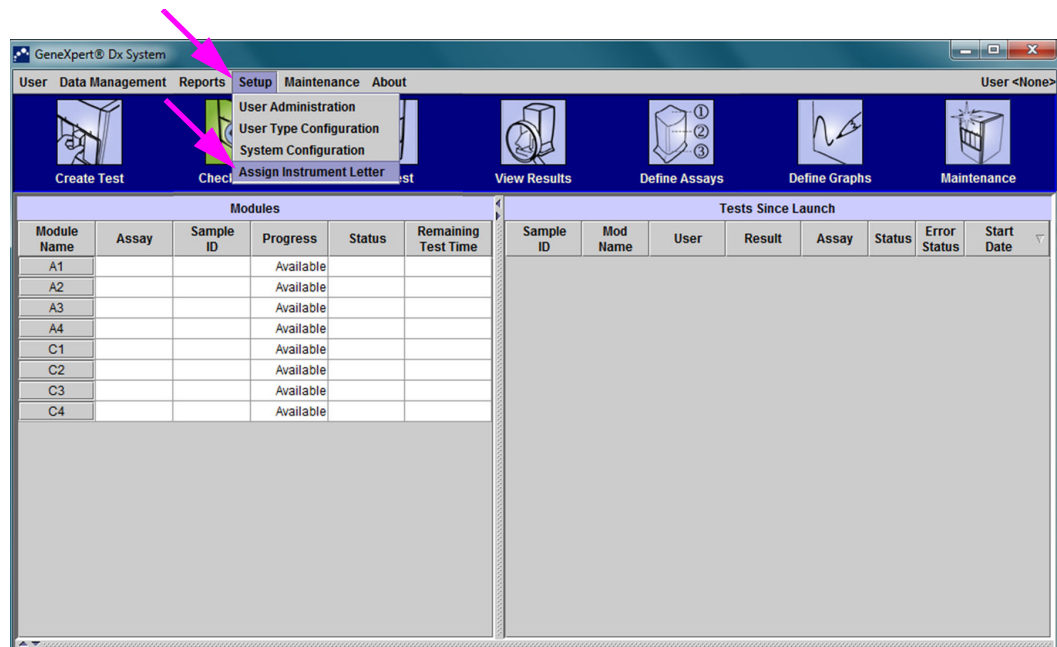 GeneXpert® Dx System
User Data Management Reports Setup Maintenance About User <None>
User Administration
User Type Configuration
System Configuration
Assign Instrument Letter
① ② ③
Create Test View Results Define Assays Define Graphs Maintenance
Modules
Module Name Assay Sample ID Progress Status Remaining Test Time
A1 Available
A2 Available
A3 Available
A4 Available
C1 Available
C2 Available
C3 Available
C4 Available
Tests Since Launch
Sample ID Mod Name User Result Assay Status Error Status Start Date